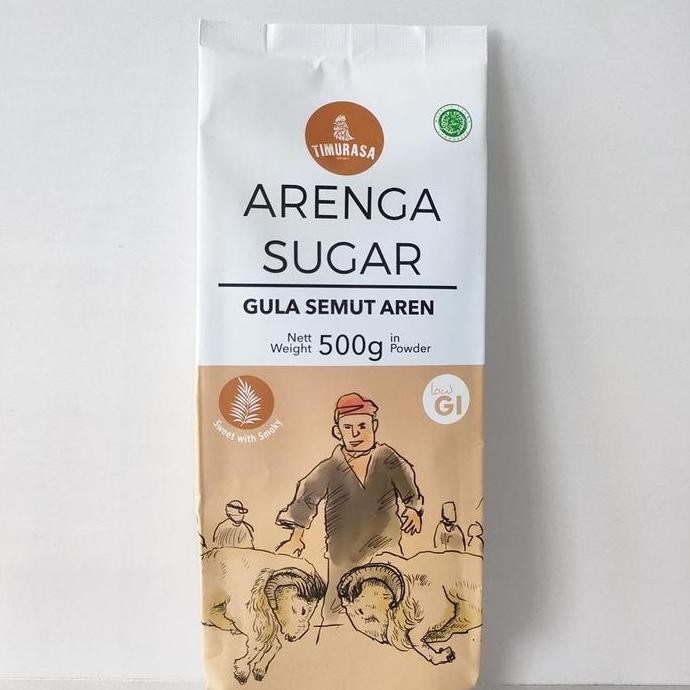 TIMURASA
ARENGA
SUGAR
GULA SEMUT AREN
Nett Weight 500g in Powder
Sweet with Smoky
low GI